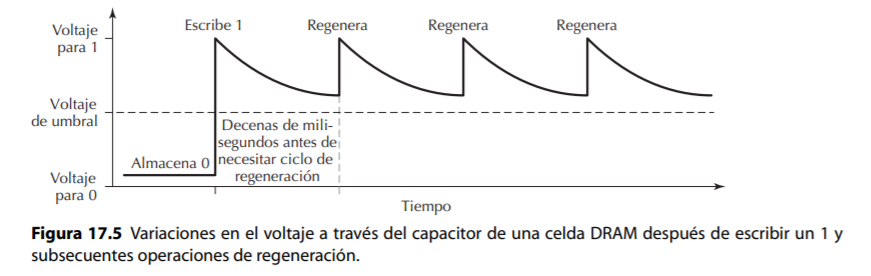 Voltaje
para 1
Escribe 1
Regenera
Regenera
Regenera
Voltaje
de umbral
Decenas de mili-
segundos antes de
necesitar ciclo de
regeneración
Almacena 0
Voltaje
para 0
Tiempo
Figura 17.5 Variaciones en el voltaje a través del capacitor de una celda DRAM después de escribir un 1 y
subsecuentes operaciones de regeneración.